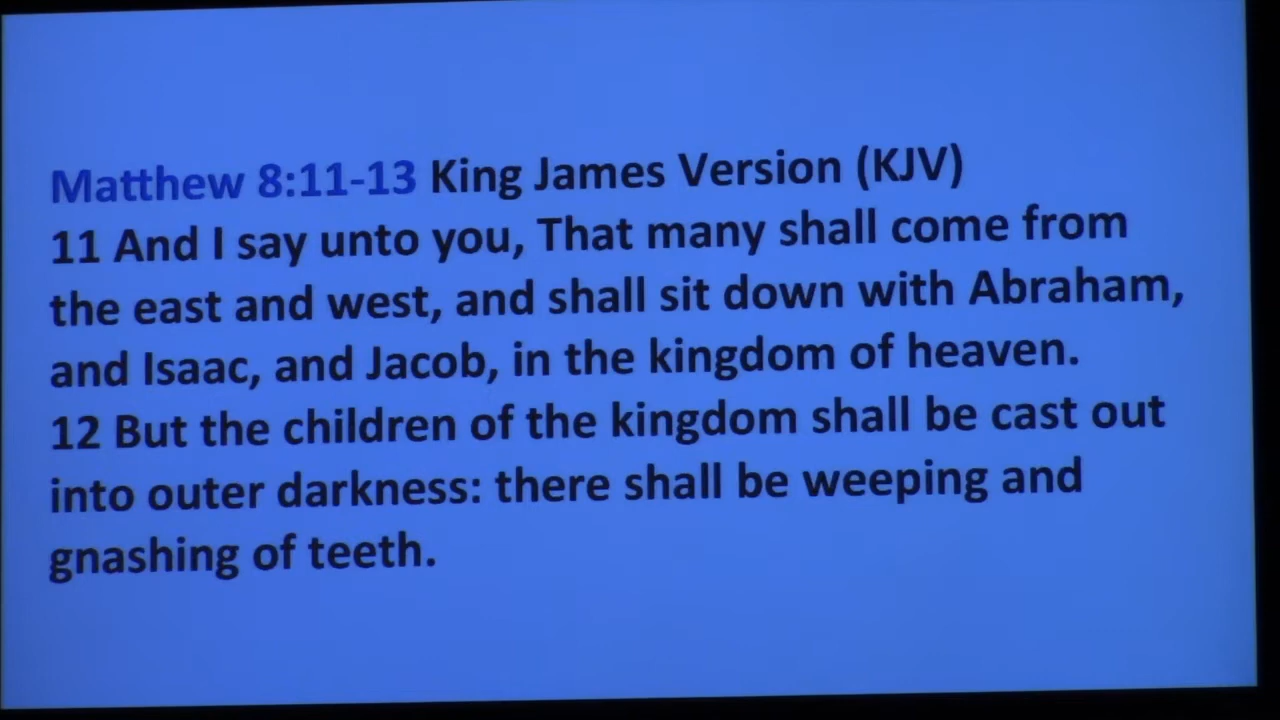 Matthew 8:11-13 King James Version (KJV)
11 And I say unto you, That many shall come from
the east and west, and shall sit down with Abraham,
and Isaac, and Jacob, in the kingdom of heaven.
12 But the children of the kingdom shall be cast out
into outer darkness: there shall be weeping and
gnashing of teeth.